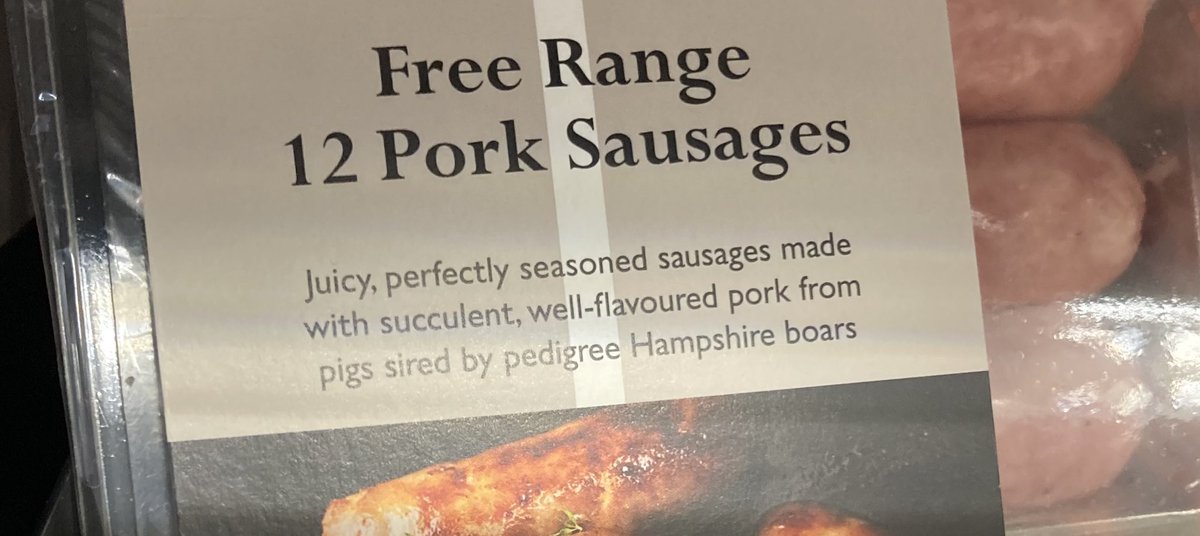 Free Range
12 Pork Sausages
Juicy, perfectly seasoned sausages made
with succulent, well-flavoured pork from
pigs sired by pedigree Hampshire boars